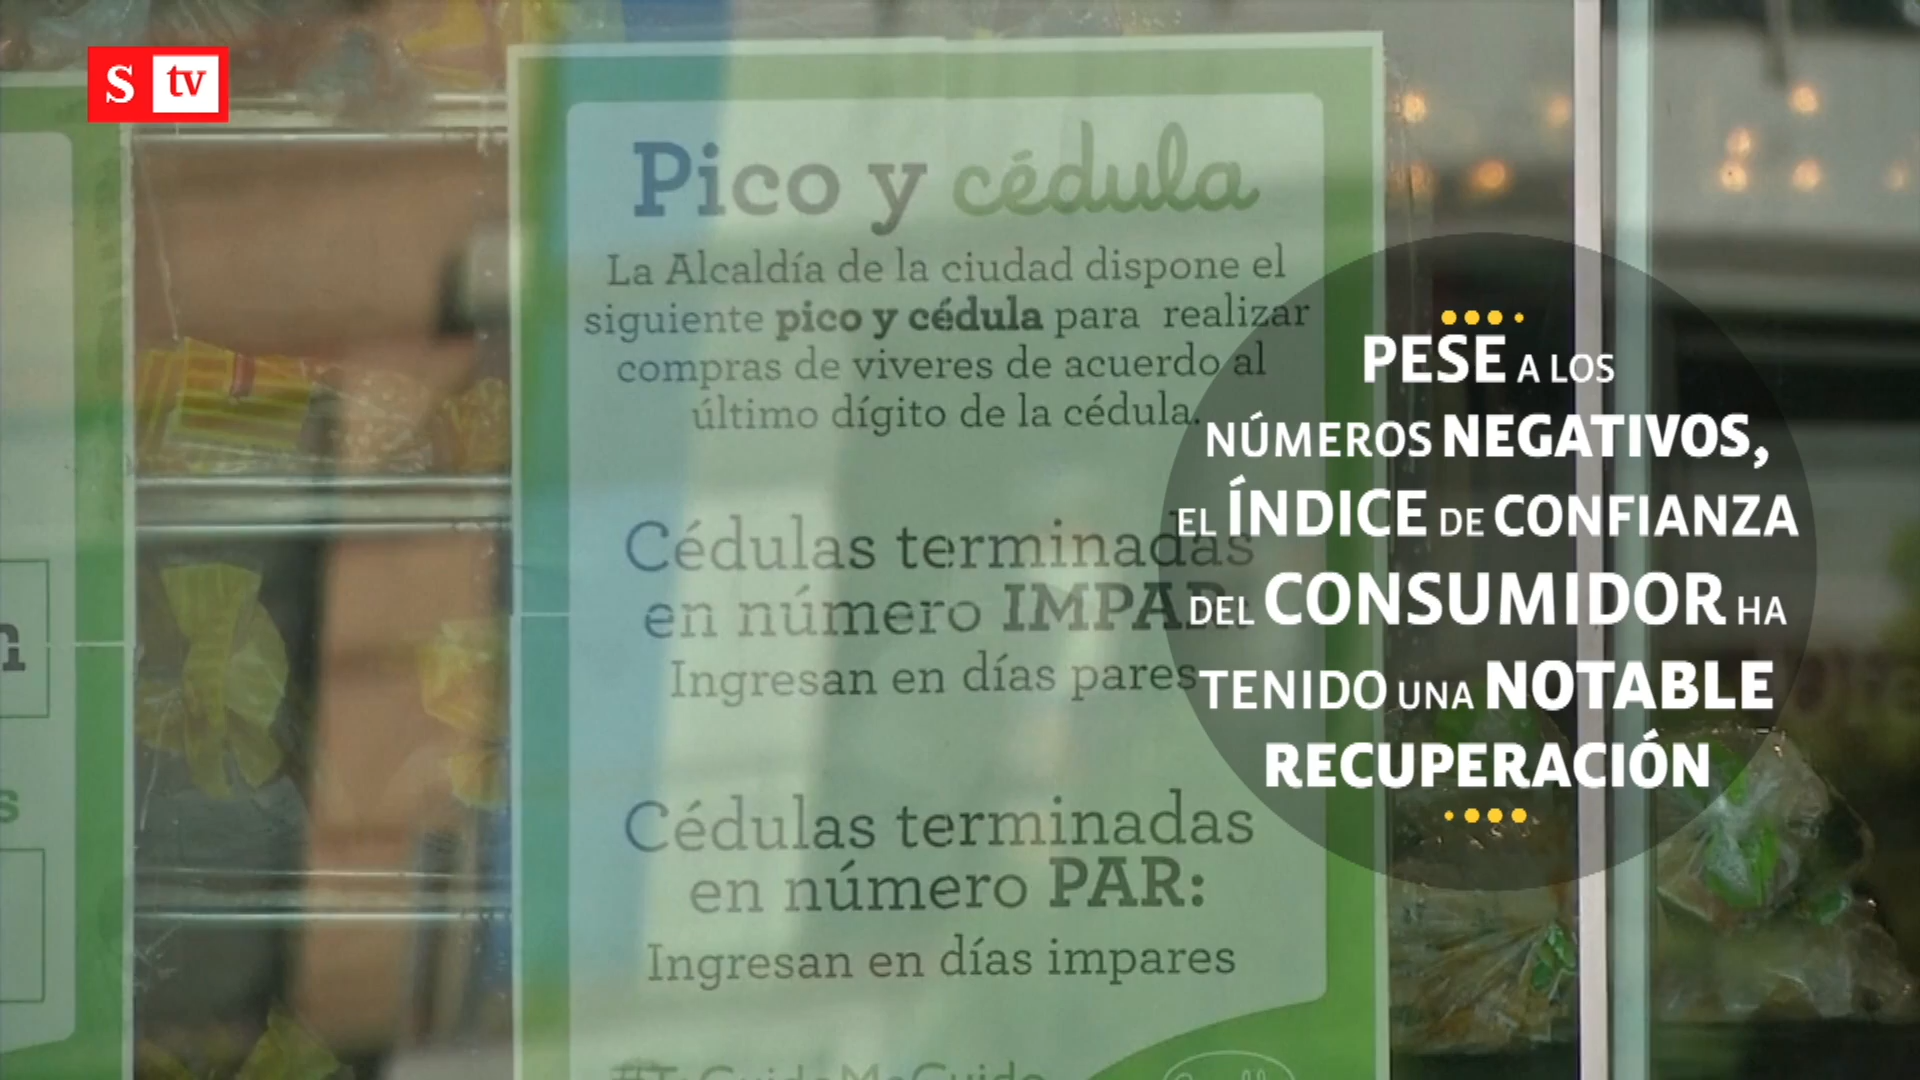 S tv
Pico y cédula
La Alcaldía de la ciudad dispone el
siguiente pico y cédula para realizar
compras de viveres de acuerdo al
último dígito de la cédula.
Cédulas terminadas
en número IMPAR:
Ingresan en días pares
Cédulas terminadas
en número PAR:
Ingresan en días impares
PESE A LOS
NÚMEROS NEGATIVOS,
EL ÍNDICE DE CONFIANZA
DEL CONSUMIDOR HA
TENIDO UNA NOTABLE
RECUPERACIÓN